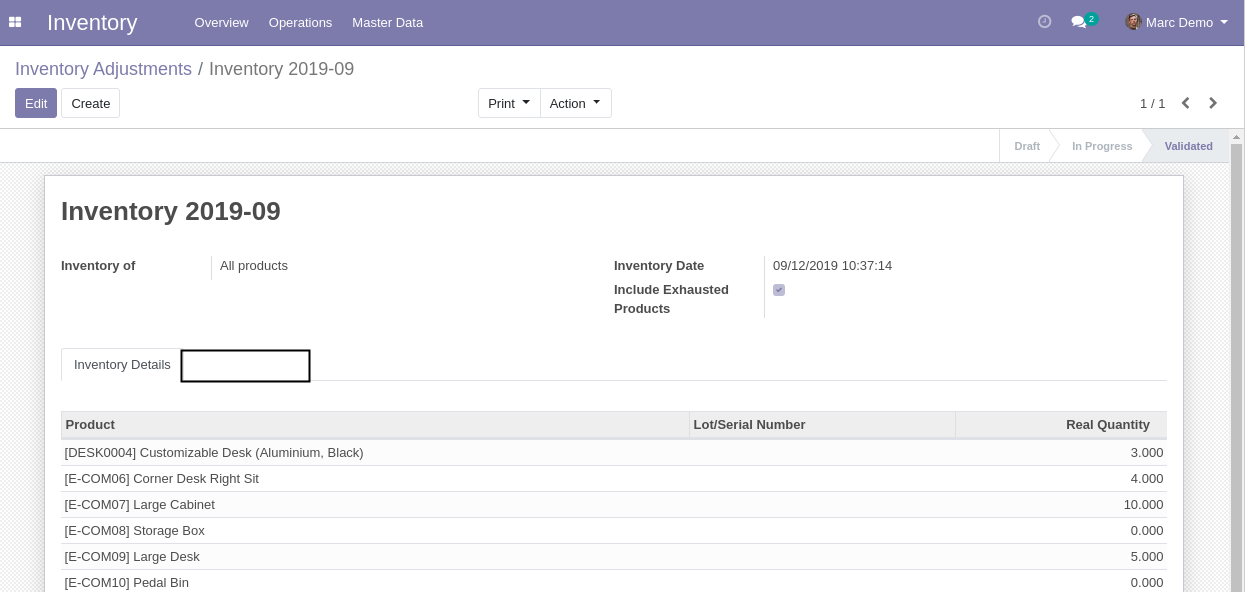 Inventory Overview Operations Master Data 2 Marc Demo
Inventory Adjustments / Inventory 2019-09
Edit Create Print Action 1 / 1
Draft In Progress Validated
Inventory 2019-09
Inventory of All products Inventory Date 09/12/2019 10:37:14
Include Exhausted
Products
Inventory Details
Product Lot/Serial Number Real Quantity
[DESK0004] Customizable Desk (Aluminium, Black) 3.000
[E-COM06] Corner Desk Right Sit 4.000
[E-COM07] Large Cabinet 10.000
[E-COM08] Storage Box 0.000
[E-COM09] Large Desk 5.000
[E-COM10] Pedal Bin 0.000